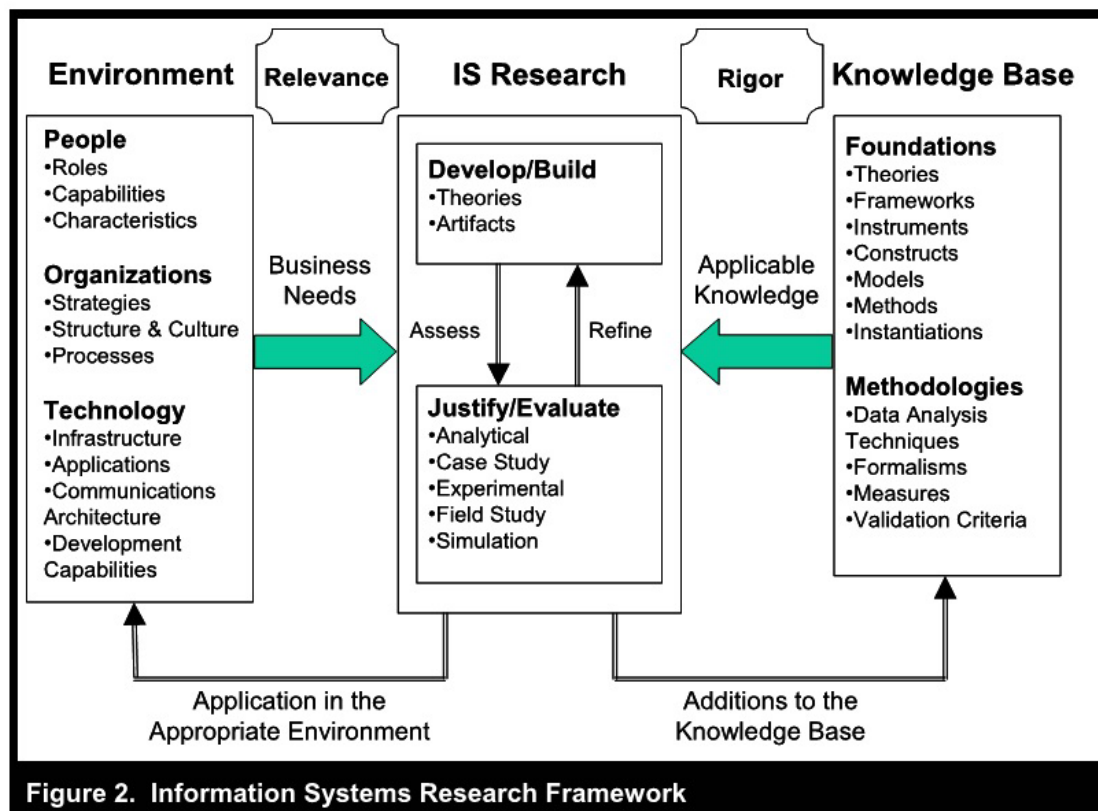 Environment
Relevance
IS Research
Rigor
Knowledge Base
People
•Roles
•Capabilities
•Characteristics
Organizations
•Strategies
•Structure & Culture
•Processes
Technology
•Infrastructure
•Applications
•Communications
Architecture
•Development
Capabilities
Business
Needs
Develop/Build
•Theories
•Artifacts
Assess
Refine
Justify/Evaluate
•Analytical
•Case Study
•Experimental
•Field Study
•Simulation
Applicable
Knowledge
Foundations
•Theories
•Frameworks
•Instruments
•Constructs
•Models
•Methods
•Instantiations
Methodologies
•Data Analysis
Techniques
•Formalisms
•Measures
•Validation Criteria
Application in the
Appropriate Environment
Additions to the
Knowledge Base
Figure 2. Information Systems Research Framework